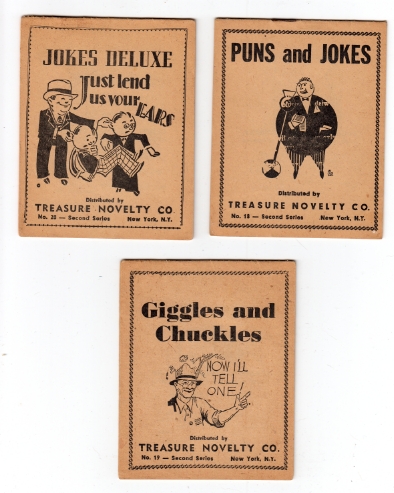 JOKES DELUXE
Just lend
us your
EARS
Distributed by
TREASURE NOVELTY CO.
No. 20 — Second Series New York, N.Y.
PUNS and JOKES
Distributed by
TREASURE NOVELTY CO.
No. 18 — Second Series New York, N.Y.
Giggles and
Chuckles
NOW I'LL
TELL
ONE!
Distributed by
TREASURE NOVELTY CO.
No. 19 — Second Series New York, N.Y.